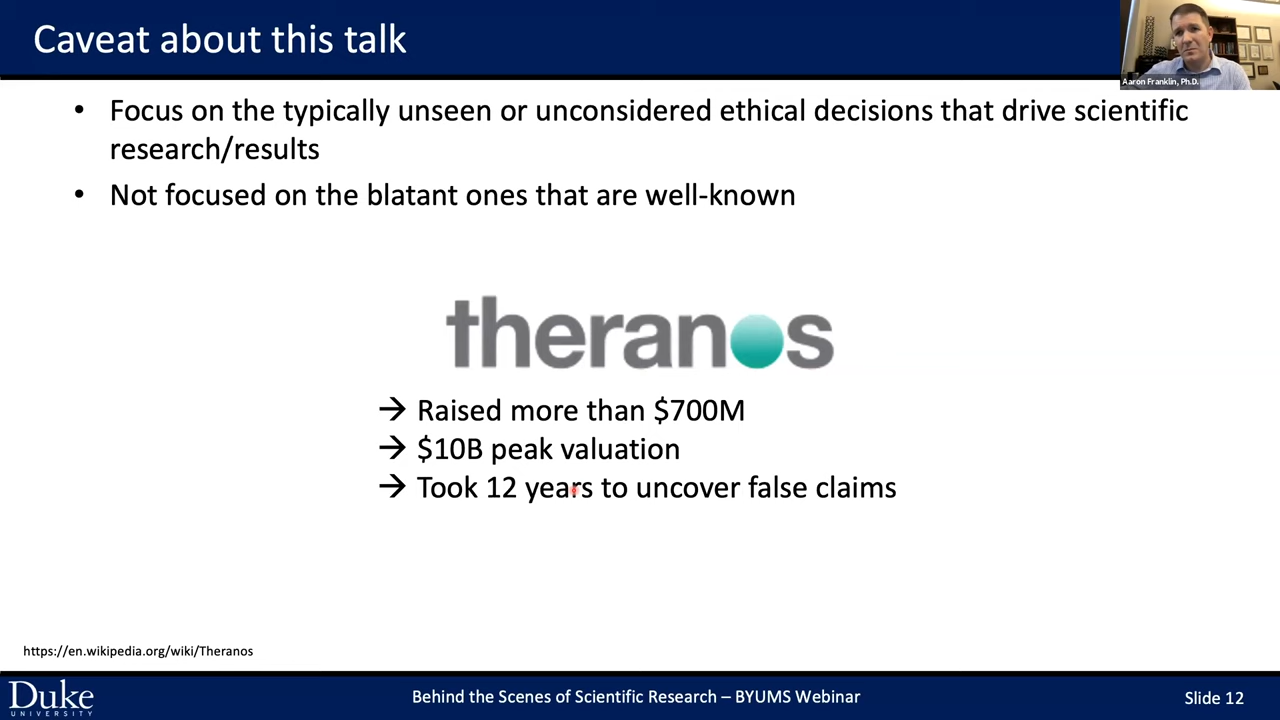 Caveat about this talk
Aaron Franklin, Ph.D.
• Focus on the typically unseen or unconsidered ethical decisions that drive scientific
research/results
• Not focused on the blatant ones that are well-known
theranos
→ Raised more than $700M
→ $10B peak valuation
→ Took 12 years to uncover false claims
https://en.wikipedia.org/wiki/Theranos
Duke
UNIVERSITY
Behind the Scenes of Scientific Research – BYUMS Webinar
Slide 12